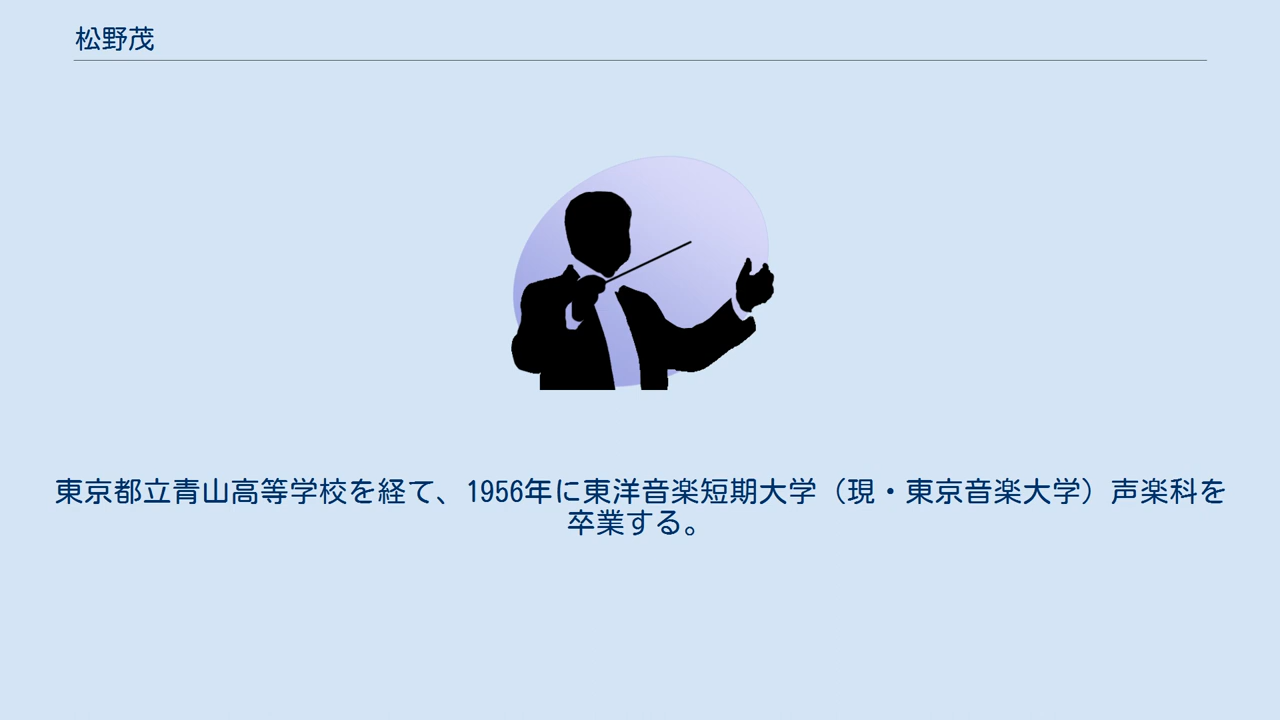 松野茂
東京都立青山高等学校を経て、1956年に東洋音楽短期大学（現・東京音楽大学）声楽科を
卒業する。